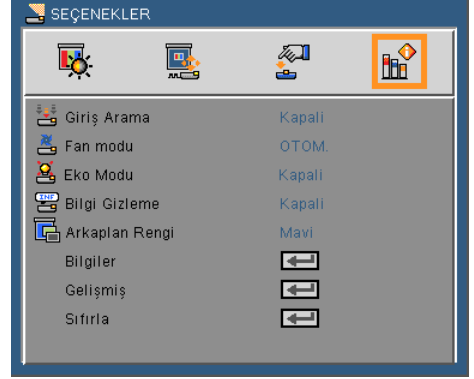 SEÇENEKLER
Giriş Arama Kapali
Fan modu OTOM.
Eko Modu Kapali
INF
Bilgi Gizleme Kapali
Arkaplan Rengi Mavi
Bilgiler
Gelişmiş
Sıfırla